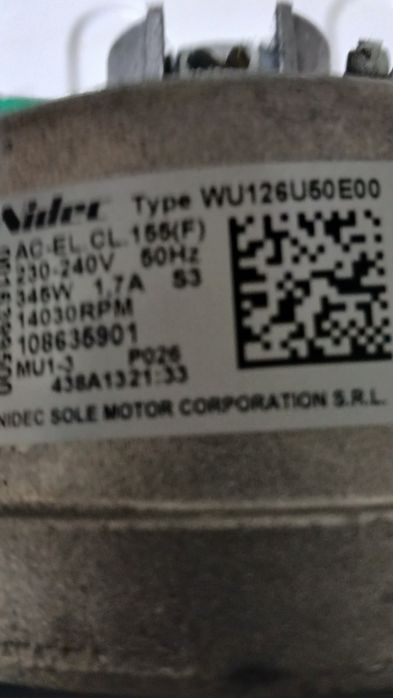 Nidec Type WU126U50E00
AC-EL.CL.155(F)
230-240V 50Hz
345W 1.7A S3
14030RPM
108635901
MU1-3 P026
438A1321:33
NIDEC SOLE MOTOR CORPORATION S.R.L.